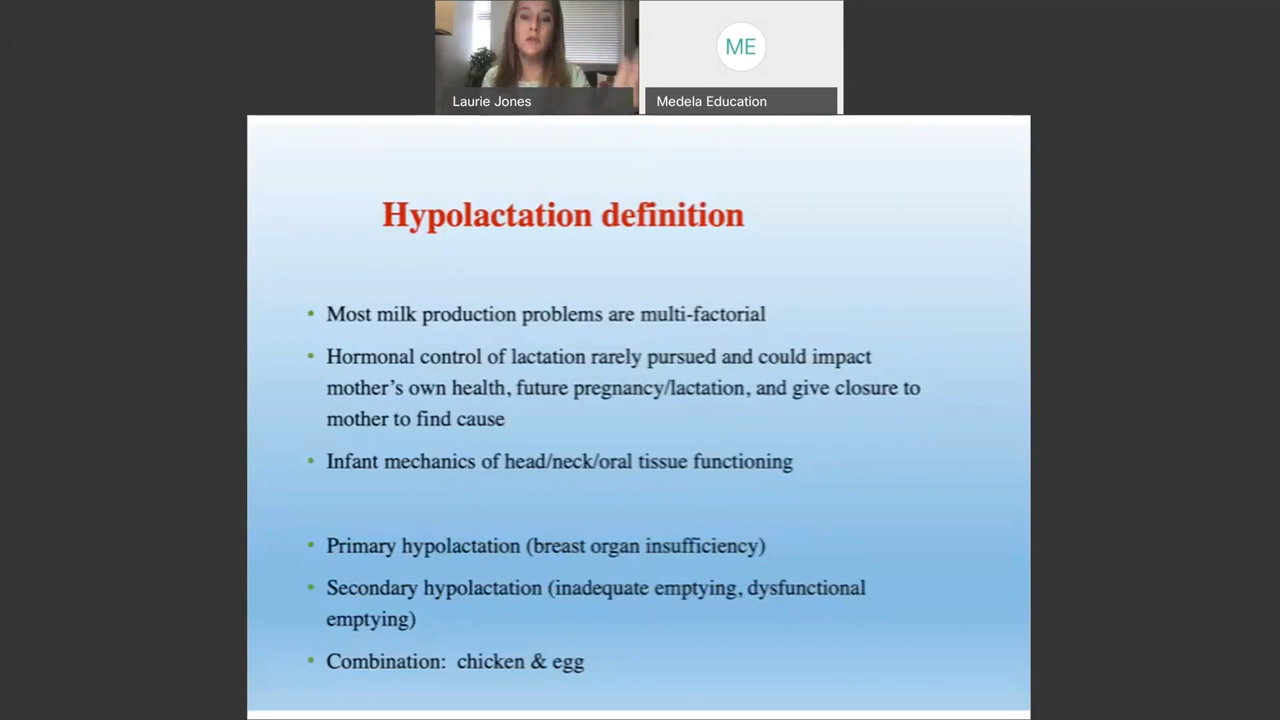 Laurie Jones
ME
Medela Education
Hypolactation definition
• Most milk production problems are multi-factorial
• Hormonal control of lactation rarely pursued and could impact
mother's own health, future pregnancy/lactation, and give closure to
mother to find cause
• Infant mechanics of head/neck/oral tissue functioning
• Primary hypolactation (breast organ insufficiency)
• Secondary hypolactation (inadequate emptying, dysfunctional
emptying)
• Combination: chicken & egg